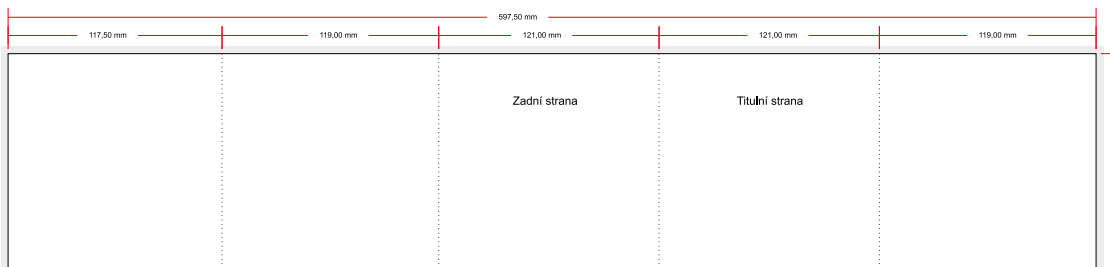 597,50 mm
117,50 mm 119,00 mm 121,00 mm 121,00 mm 119,00 mm
Zadní strana Titulní strana